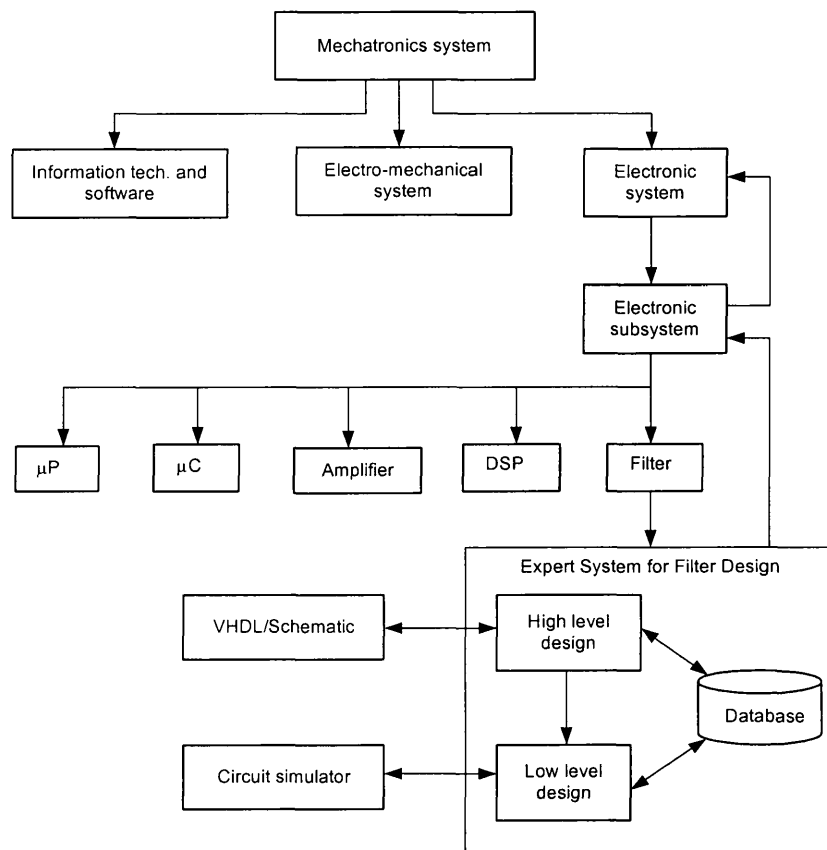 Mechatronics system
Information tech. and
software
Electro-mechanical
system
Electronic
system
Electronic
subsystem
μP
μC
Amplifier
DSP
Filter
Expert System for Filter Design
VHDL/Schematic
High level
design
Database
Circuit simulator
Low level
design